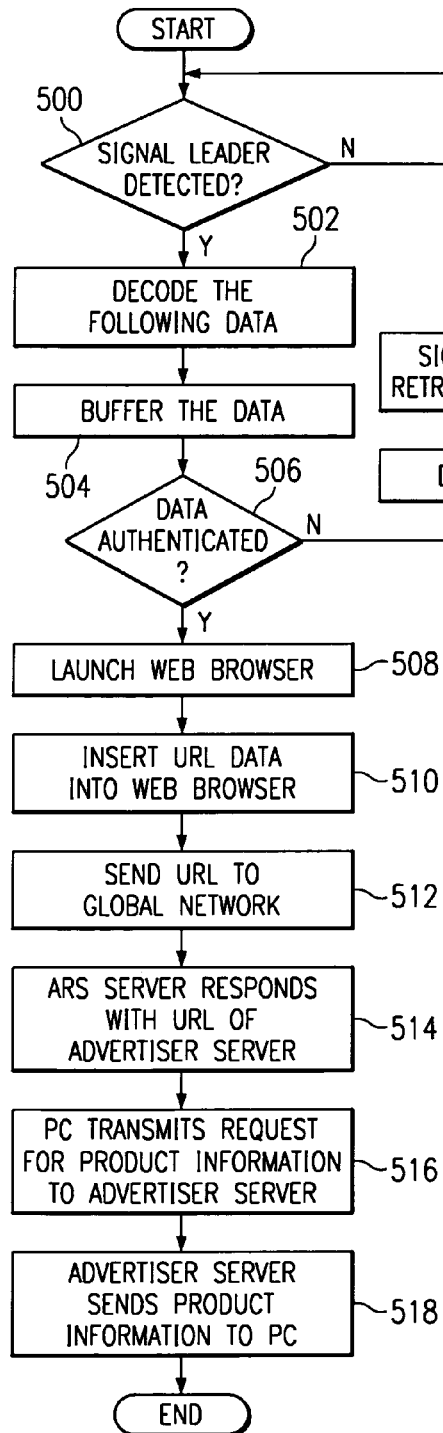 START
500
SIGNAL LEADER
DETECTED?
N
Y
502
DECODE THE
FOLLOWING DATA
BUFFER THE DATA
504
506
DATA
AUTHENTICATED
?
N
Y
LAUNCH WEB BROWSER
508
INSERT URL DATA
INTO WEB BROWSER
510
SEND URL TO
GLOBAL NETWORK
512
ARS SERVER RESPONDS
WITH URL OF
ADVERTISER SERVER
514
PC TRANSMITS REQUEST
FOR PRODUCT INFORMATION
TO ADVERTISER SERVER
516
ADVERTISER SERVER
SENDS PRODUCT
INFORMATION TO PC
518
END